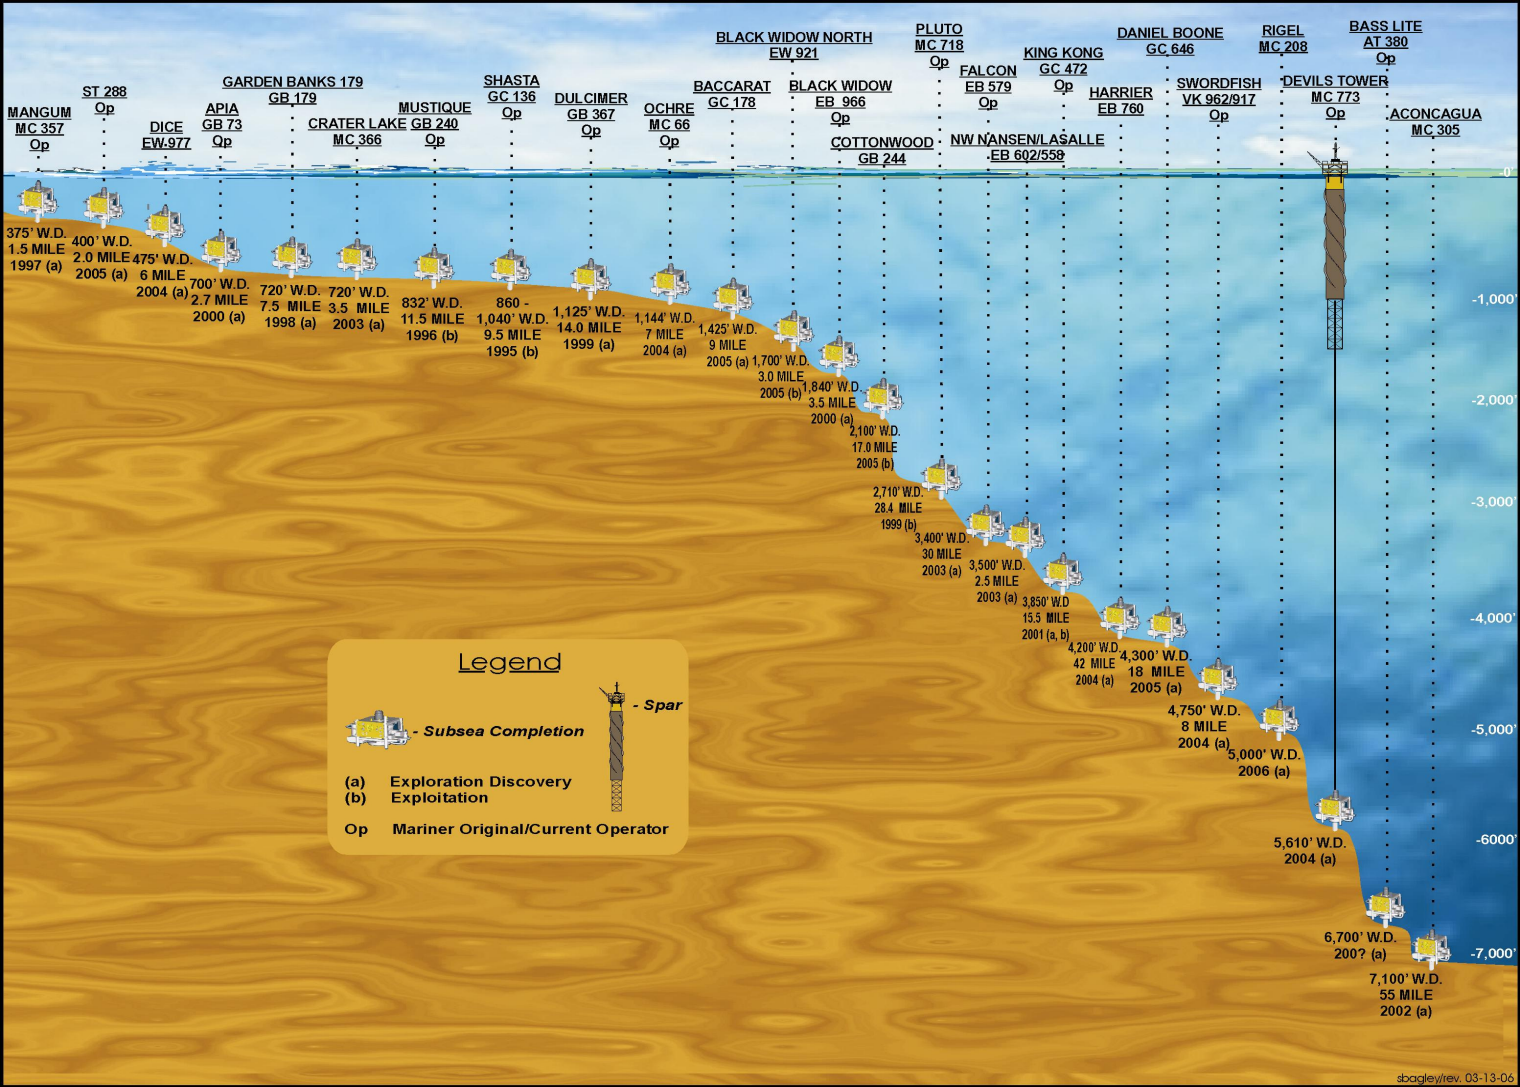 MANGUM
MC 357
Op
ST 288
Op
DICE
EW 977
APIA
GB 73
Op
GARDEN BANKS 179
GB 179
CRATER LAKE
MC 366
MUSTIQUE
GB 240
Op
SHASTA
GC 136
Op
DULCIMER
GB 367
Op
OCHRE
MC 66
Op
BACCARAT
GC 178
BLACK WIDOW NORTH
EW 921
BLACK WIDOW
EB 966
Op
COTTONWOOD
GB 244
PLUTO
MC 718
Op
FALCON
EB 579
Op
NW NANSEN/LASALLE
EB 602/558
KING KONG
GC 472
Op
HARRIER
EB 760
DANIEL BOONE
GC 646
SWORDFISH
VK 962/917
Op
RIGEL
MC 208
DEVILS TOWER
MC 773
Op
BASS LITE
AT 380
Op
ACONCAGUA
MC 305
375' W.D.
1.5 MILE
1997 (a)
400' W.D.
2.0 MILE
2005 (a)
475' W.D.
6 MILE
2004 (a)
700' W.D.
2.7 MILE
2000 (a)
720' W.D.
7.5 MILE
1998 (a)
720' W.D.
3.5 MILE
2003 (a)
832' W.D.
11.5 MILE
1996 (b)
860 -
1,040' W.D.
9.5 MILE
1995 (b)
1,125' W.D.
14.0 MILE
1999 (a)
1,144' W.D.
7 MILE
2004 (a)
1,425' W.D.
9 MILE
2005 (a)
1,700' W.D.
3.0 MILE
2005 (b)
1,840' W.D.
3.5 MILE
2000 (a)
2,100' W.D.
17.0 MILE
2005 (b)
2,710' W.D.
28.4 MILE
1999 (b)
3,400' W.D.
30 MILE
2003 (a)
3,500' W.D.
2.5 MILE
2003 (a)
3,850' W.D
15.5 MILE
2001 (a, b)
4,200' W.D.
42 MILE
2004 (a)
4,300' W.D.
18 MILE
2005 (a)
4,750' W.D.
8 MILE
2004 (a)
5,000' W.D.
2006 (a)
5,610' W.D.
2004 (a)
6,700' W.D.
200? (a)
7,100' W.D.
55 MILE
2002 (a)
-0'
-1,000'
-2,000'
-3,000'
-4,000'
-5,000'
-6000'
-7,000'
Legend
- Spar
- Subsea Completion
(a) Exploration Discovery
(b) Exploitation
Op Mariner Original/Current Operator
sbagley/rev. 03-13-06